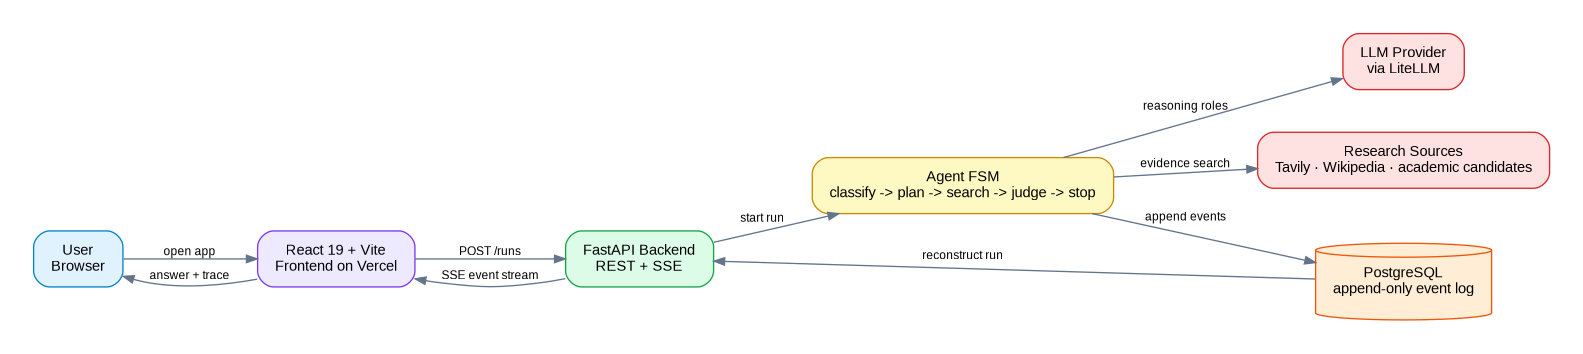 LLM Provider
via LiteLLM
reasoning roles
Research Sources
Tavily · Wikipedia · academic candidates
evidence search
Agent FSM
classify -> plan -> search -> judge -> stop
append events
start run
User
Browser
open app
answer + trace
React 19 + Vite
Frontend on Vercel
POST /runs
SSE event stream
FastAPI Backend
REST + SSE
reconstruct run
PostgreSQL
append-only event log